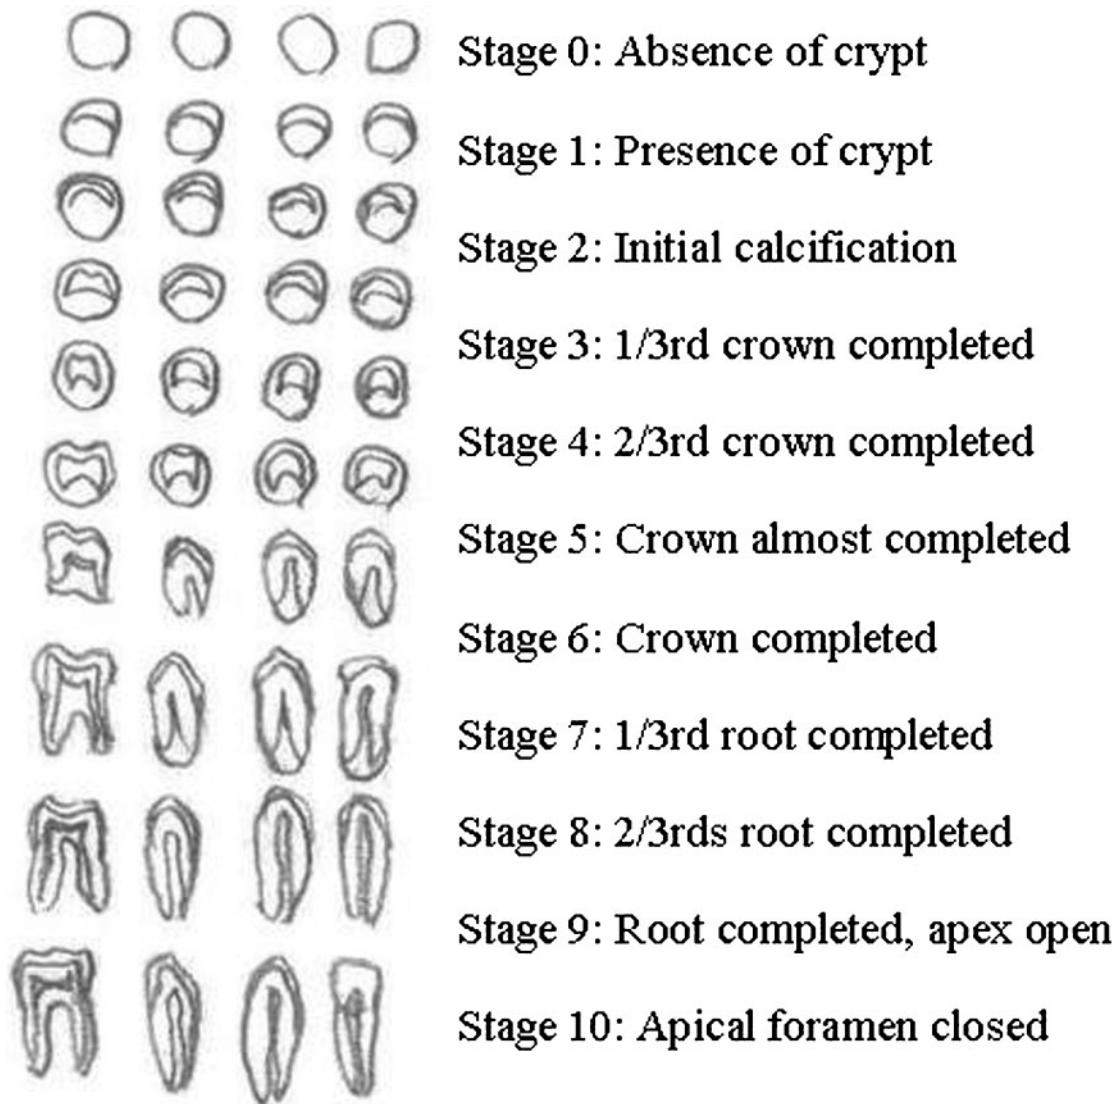 Stage 0: Absence of crypt
Stage 1: Presence of crypt
Stage 2: Initial calcification
Stage 3: 1/3rd crown completed
Stage 4: 2/3rd crown completed
Stage 5: Crown almost completed
Stage 6: Crown completed
Stage 7: 1/3rd root completed
Stage 8: 2/3rds root completed
Stage 9: Root completed, apex open
Stage 10: Apical foramen closed